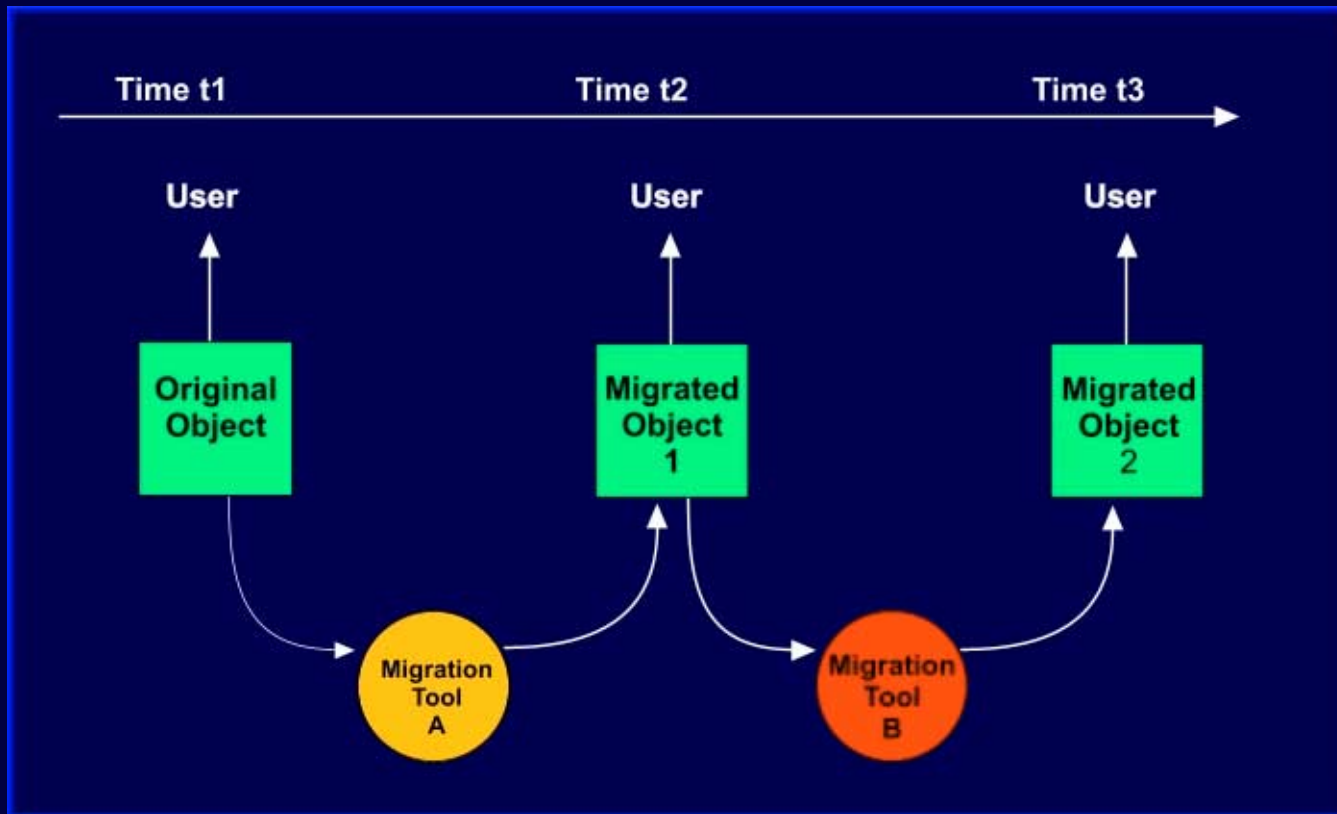 Time t1
Time t2
Time t3
User
User
User
Original
Object
Migrated
Object
1
Migrated
Object
2
Migration
Tool
A
Migration
Tool
B